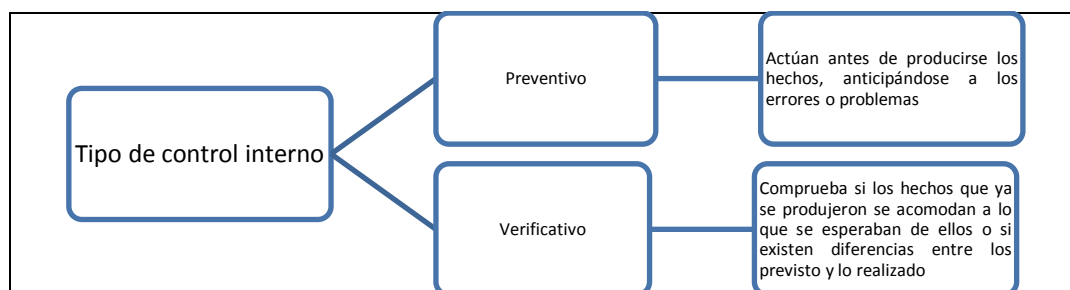 Tipo de control interno
Preventivo
Actúan antes de producirse los
hechos, anticipándose a los
errores o problemas
Verificativo
Comprueba si los hechos que ya
se produjeron se acomodan a lo
que se esperaban de ellos o si
existen diferencias entre los
previsto y lo realizado